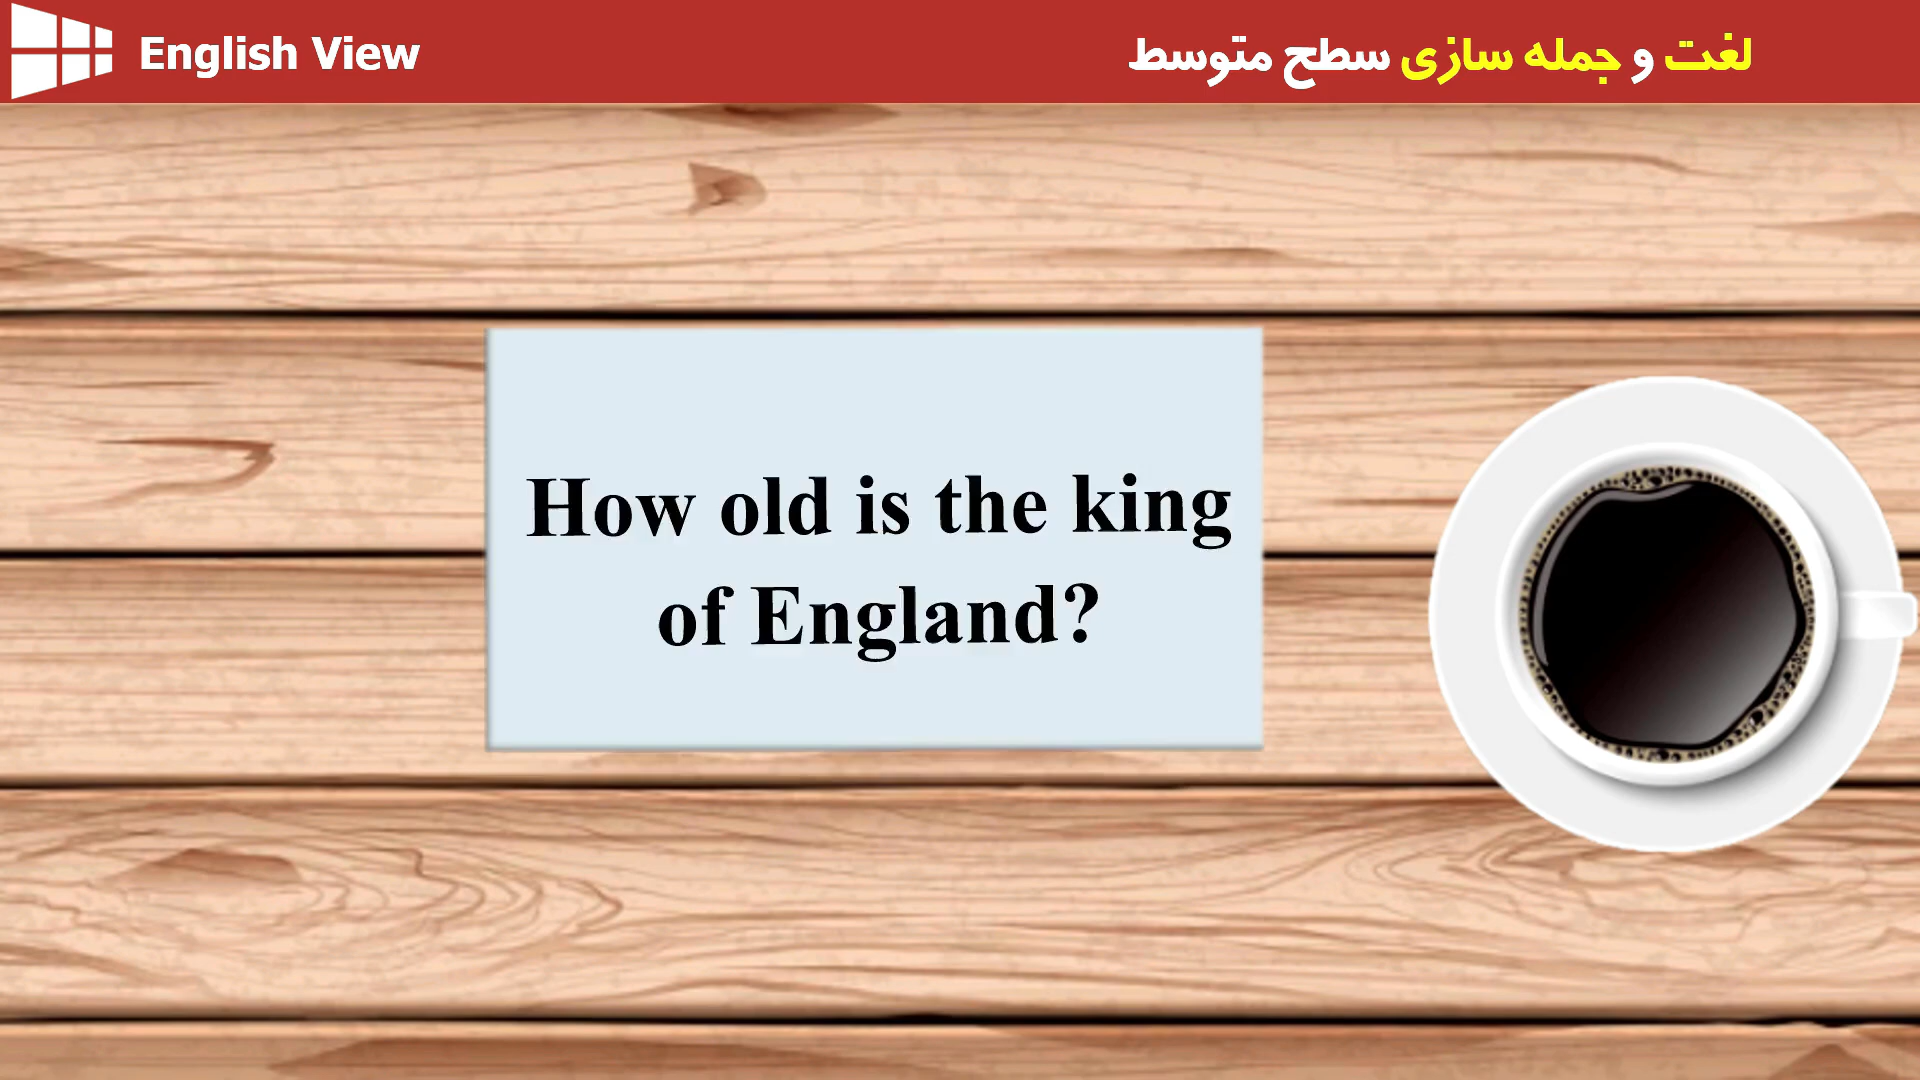 English View
لغت و جمله سازی سطح متوسط
How old is the king
of England?